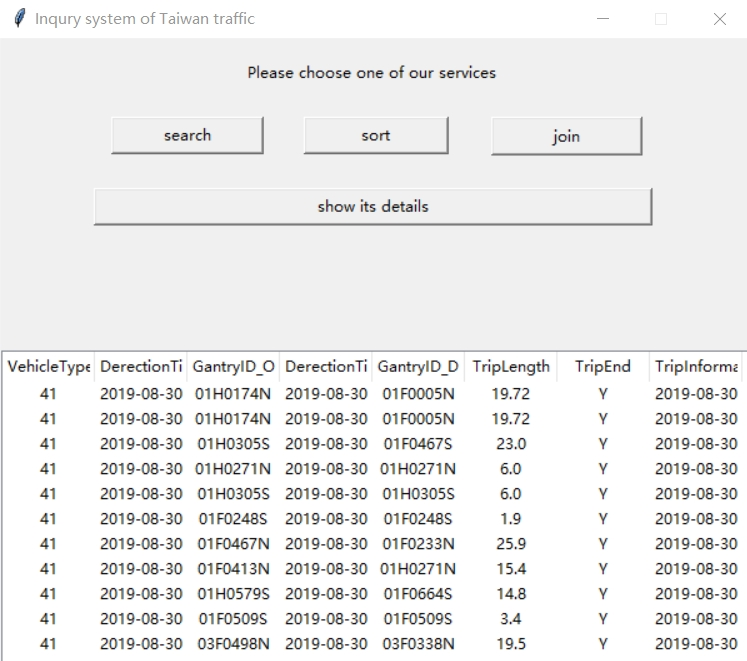 Inqury system of Taiwan traffic
Please choose one of our services
search sort join
show its details
VehicleType DerectionTi GantryID_O DerectionTi GantryID_D TripLength TripEnd TripInforma
41 2019-08-30 01H0174N 2019-08-30 01F0005N 19.72 Y 2019-08-30
41 2019-08-30 01H0174N 2019-08-30 01F0005N 19.72 Y 2019-08-30
41 2019-08-30 01H0305S 2019-08-30 01F0467S 23.0 Y 2019-08-30
41 2019-08-30 01H0271N 2019-08-30 01H0271N 6.0 Y 2019-08-30
41 2019-08-30 01H0305S 2019-08-30 01H0305S 6.0 Y 2019-08-30
41 2019-08-30 01F0248S 2019-08-30 01F0248S 1.9 Y 2019-08-30
41 2019-08-30 01F0467N 2019-08-30 01F0233N 25.9 Y 2019-08-30
41 2019-08-30 01F0413N 2019-08-30 01H0271N 15.4 Y 2019-08-30
41 2019-08-30 01H0579S 2019-08-30 01F0664S 14.8 Y 2019-08-30
41 2019-08-30 01F0509S 2019-08-30 01F0509S 3.4 Y 2019-08-30
41 2019-08-30 03F0498N 2019-08-30 03F0338N 19.5 Y 2019-08-30